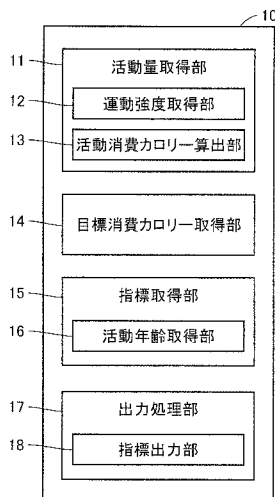 10
11
活動量取得部
12
運動強度取得部
13
活動消費カロリー算出部
14
目標消費カロリー取得部
15
指標取得部
16
活動年齢取得部
17
出力処理部
18
指標出力部